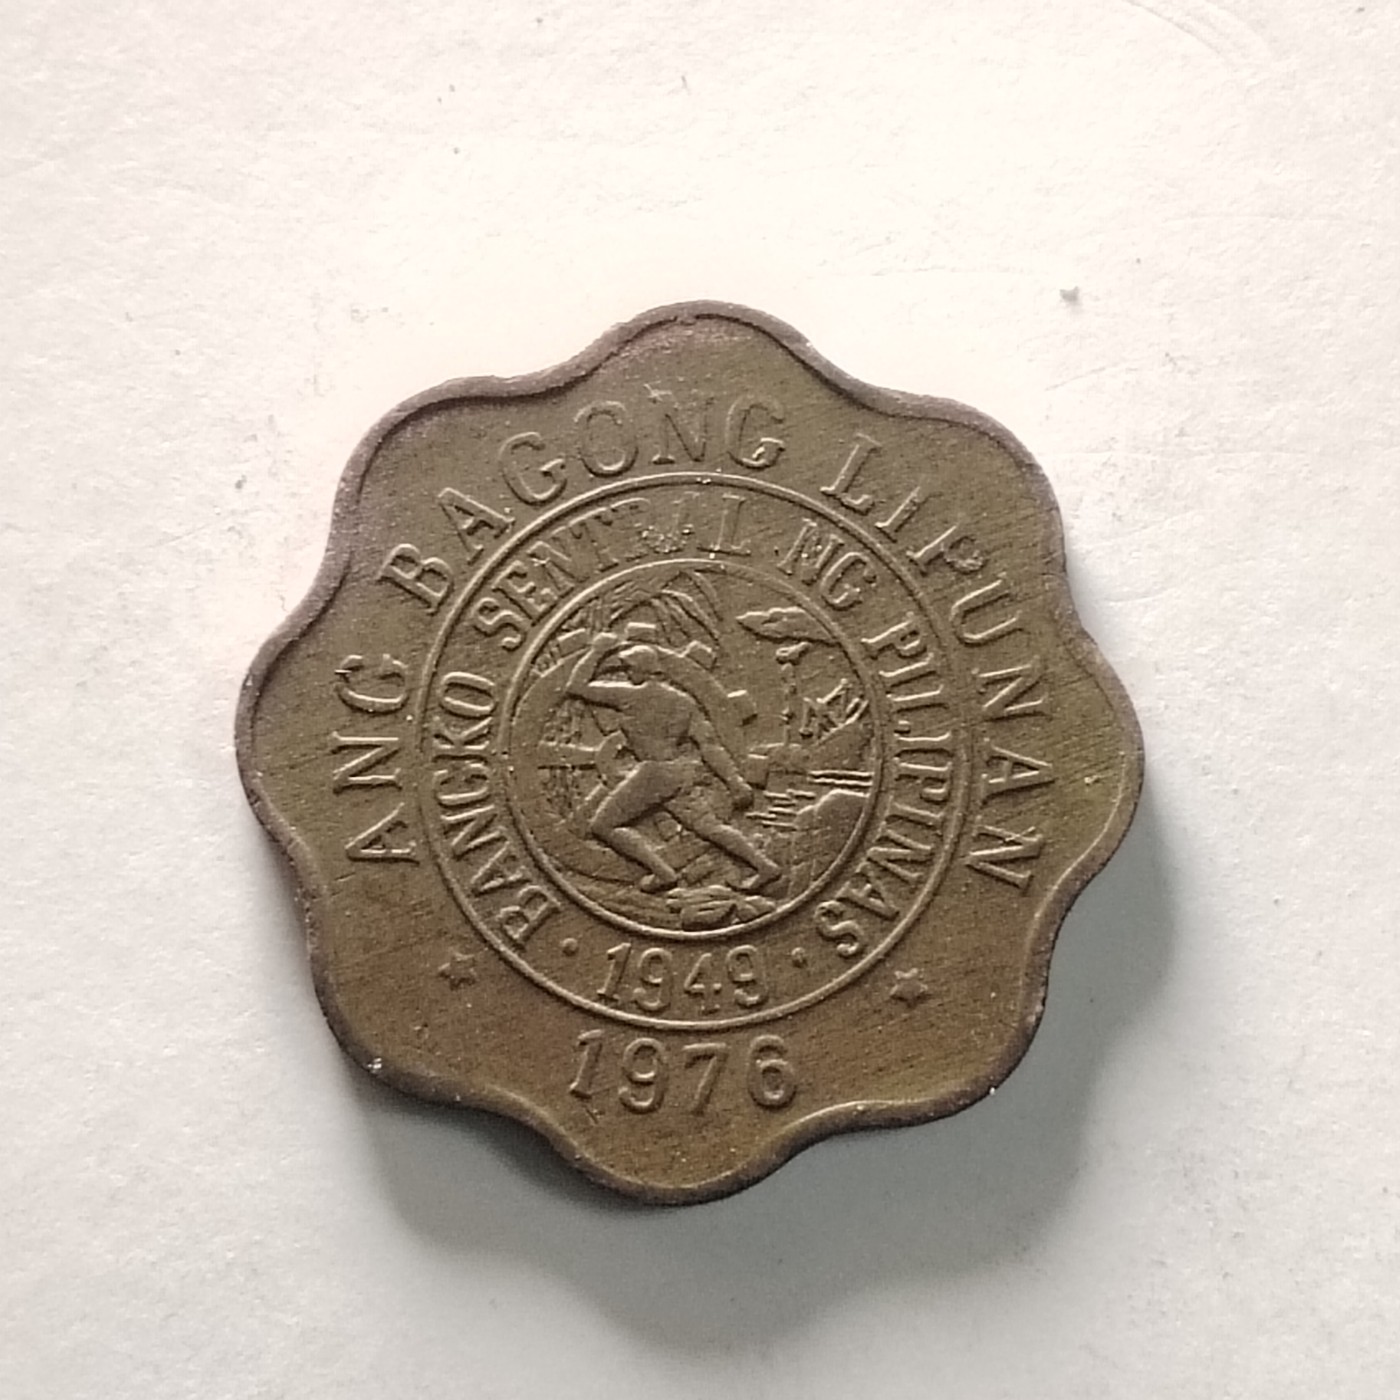 ANG BAGONG LIPUNAN
BANGKO SENTRAL NG PILIPINAS
· 1949 ·
1976